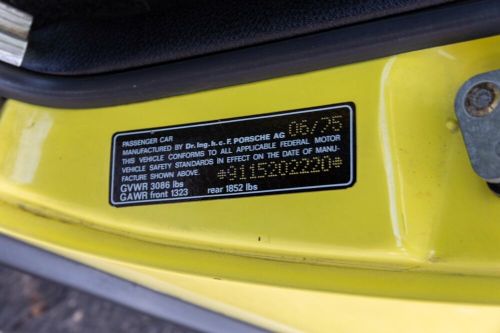 PASSENGER CAR
MANUFACTURED BY Dr. Ing. h. c. F. PORSCHE AG 06/75
THIS VEHICLE CONFORMS TO ALL APPLICABLE FEDERAL MOTOR
VEHICLE SAFETY STANDARDS IN EFFECT ON THE DATE OF MANU-
FACTURE SHOWN ABOVE. *9115202220*
GVWR 3086 lbs
GAWR front 1323 rear 1852 lbs